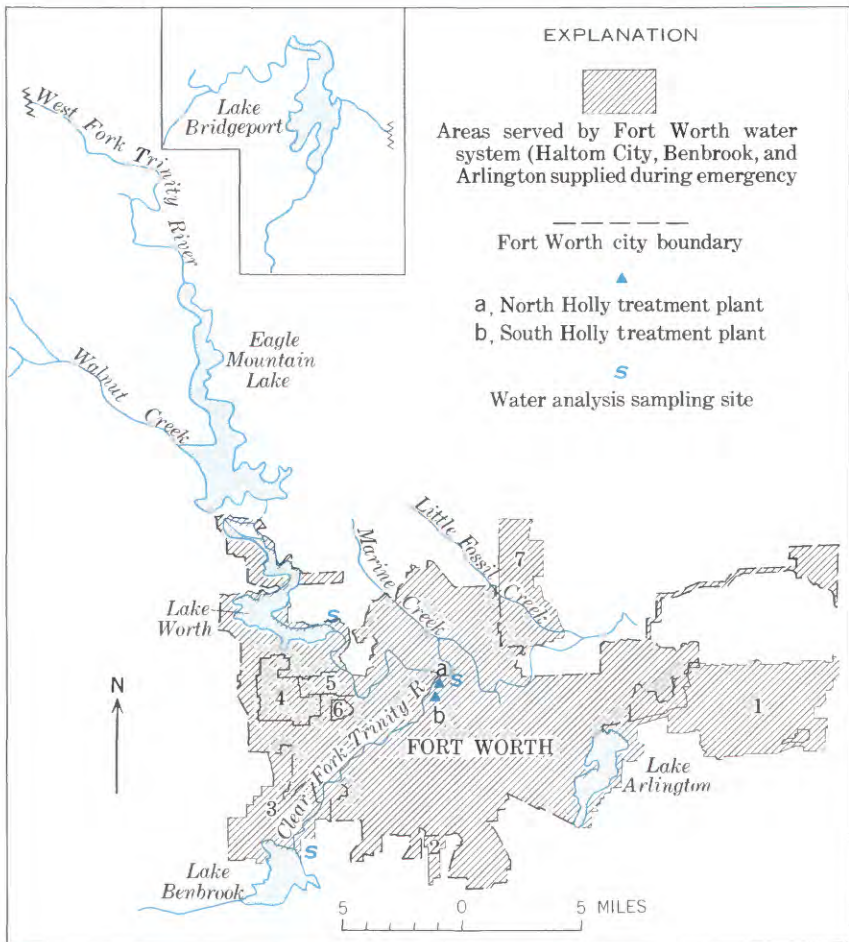 EXPLANATION
Areas served by Fort Worth water
system (Haltom City, Benbrook, and
Arlington supplied during emergency
Fort Worth city boundary
a, North Holly treatment plant
b, South Holly treatment plant
s
Water analysis sampling site
Lake
Bridgeport
West Fork Trinity River
Eagle
Mountain
Lake
Walnut Creek
Little Fossil Creek
Marine Creek
7
Lake
Worth
s
N
a
s
b
5
4
6
1
FORT WORTH
Clear Fork Trinity R
Lake
Arlington
3
2
s
Lake
Benbrook
5 0 5 MILES